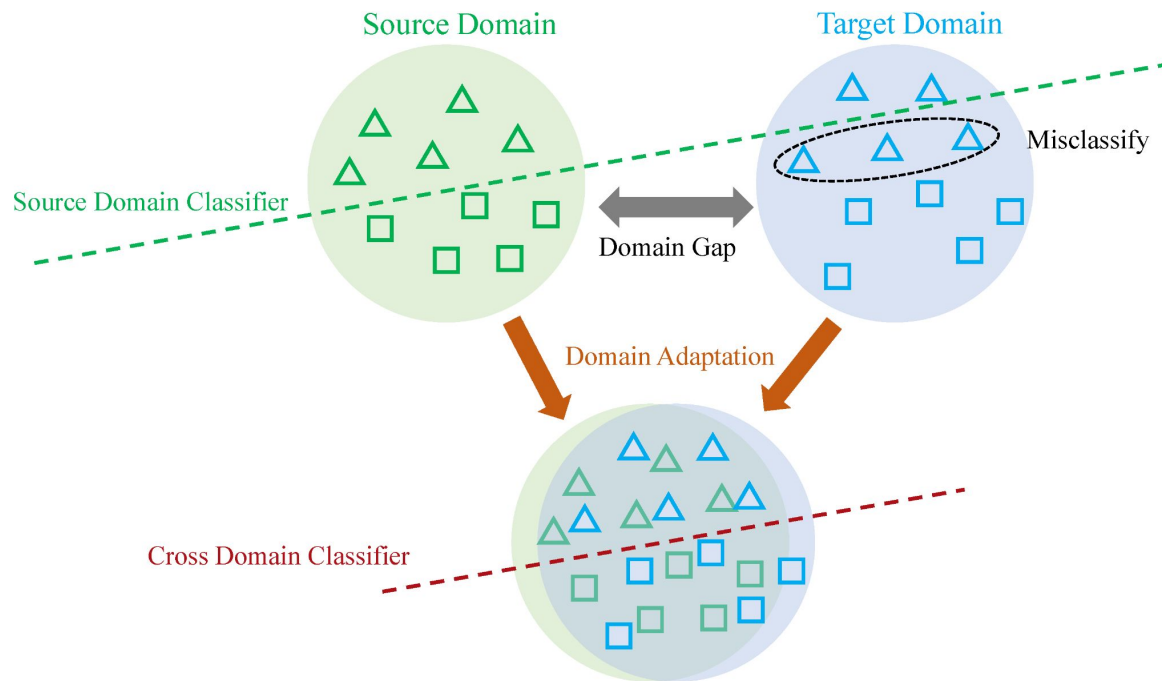 Source Domain
Target Domain
Misclassify
Source Domain Classifier
Domain Gap
Domain Adaptation
Cross Domain Classifier